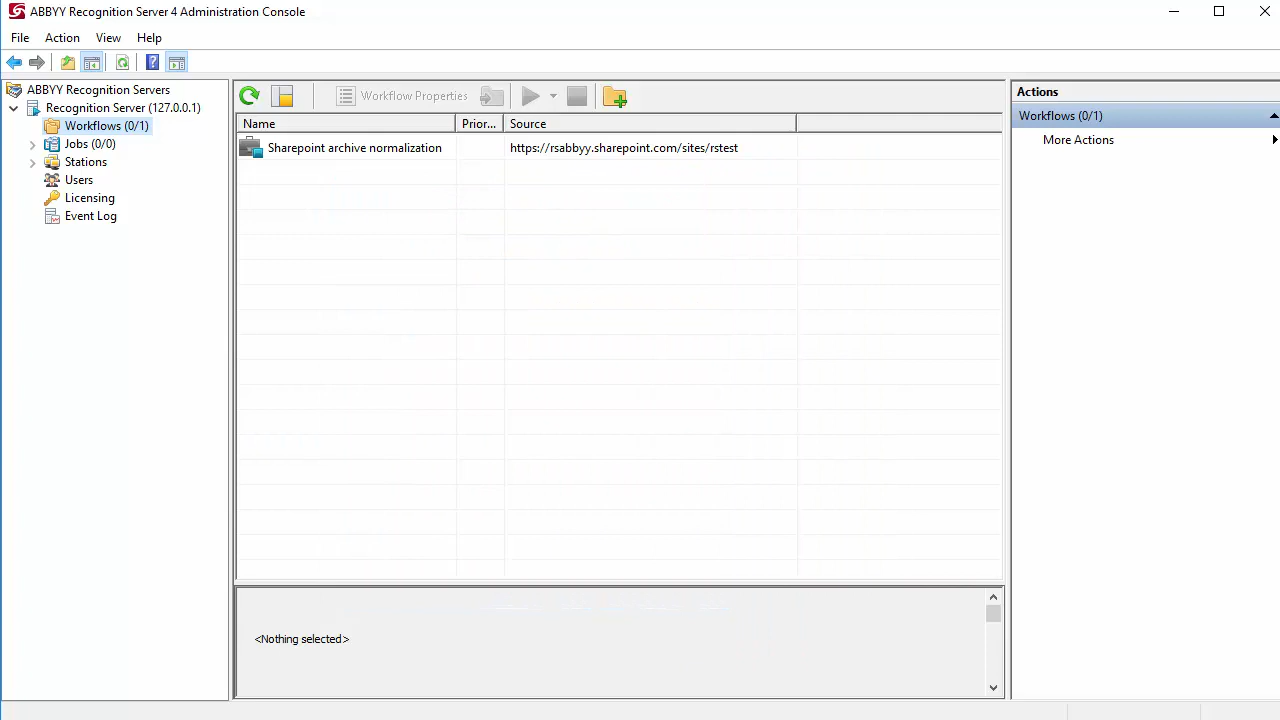 ABBYY Recognition Server 4 Administration Console
File Action View Help
ABBYY Recognition Servers
Recognition Server (127.0.0.1)
Workflows (0/1)
Jobs (0/0)
Stations
Users
Licensing
Event Log
Workflow Properties
Name Prior... Source
Sharepoint archive normalization https://rsabbyy.sharepoint.com/sites/rstest
<Nothing selected>
Actions
Workflows (0/1)
More Actions